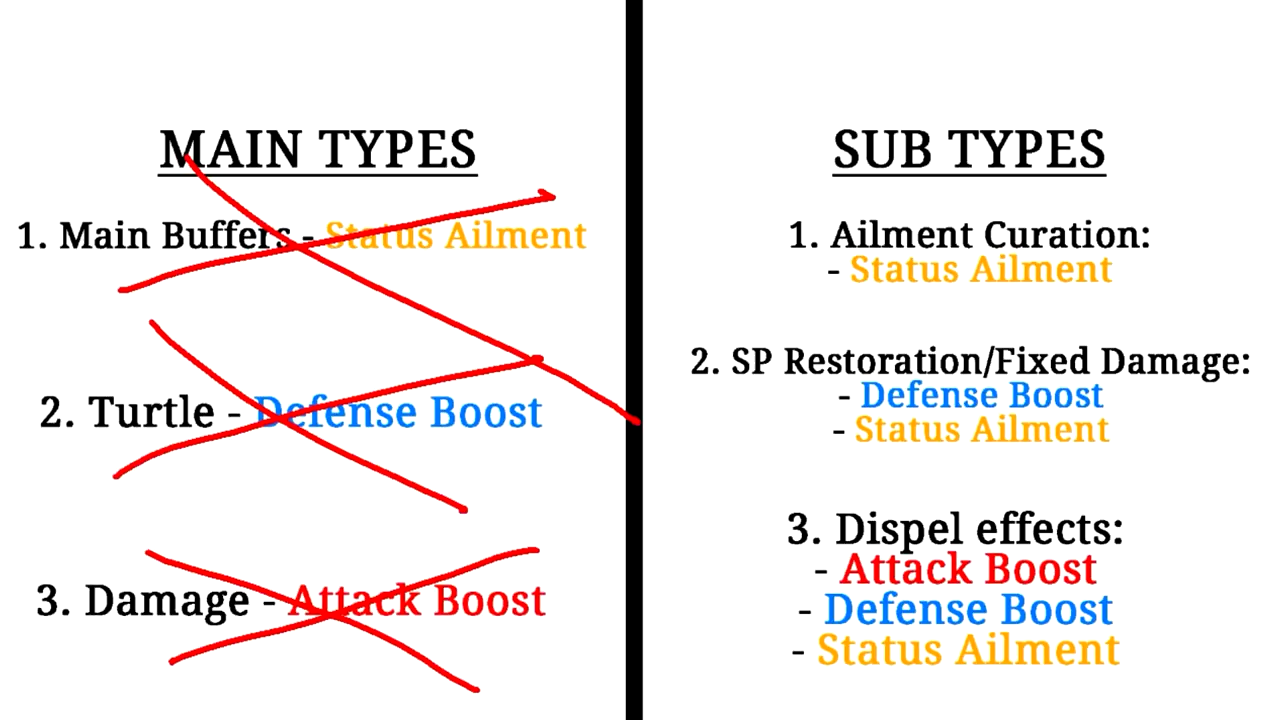 MAIN TYPES
1. Main Buffers - Status Ailment
2. Turtle - Defense Boost
3. Damage - Attack Boost
SUB TYPES
1. Ailment Curation:
- Status Ailment
2. SP Restoration/Fixed Damage:
- Defense Boost
- Status Ailment
3. Dispel effects:
- Attack Boost
- Defense Boost
- Status Ailment